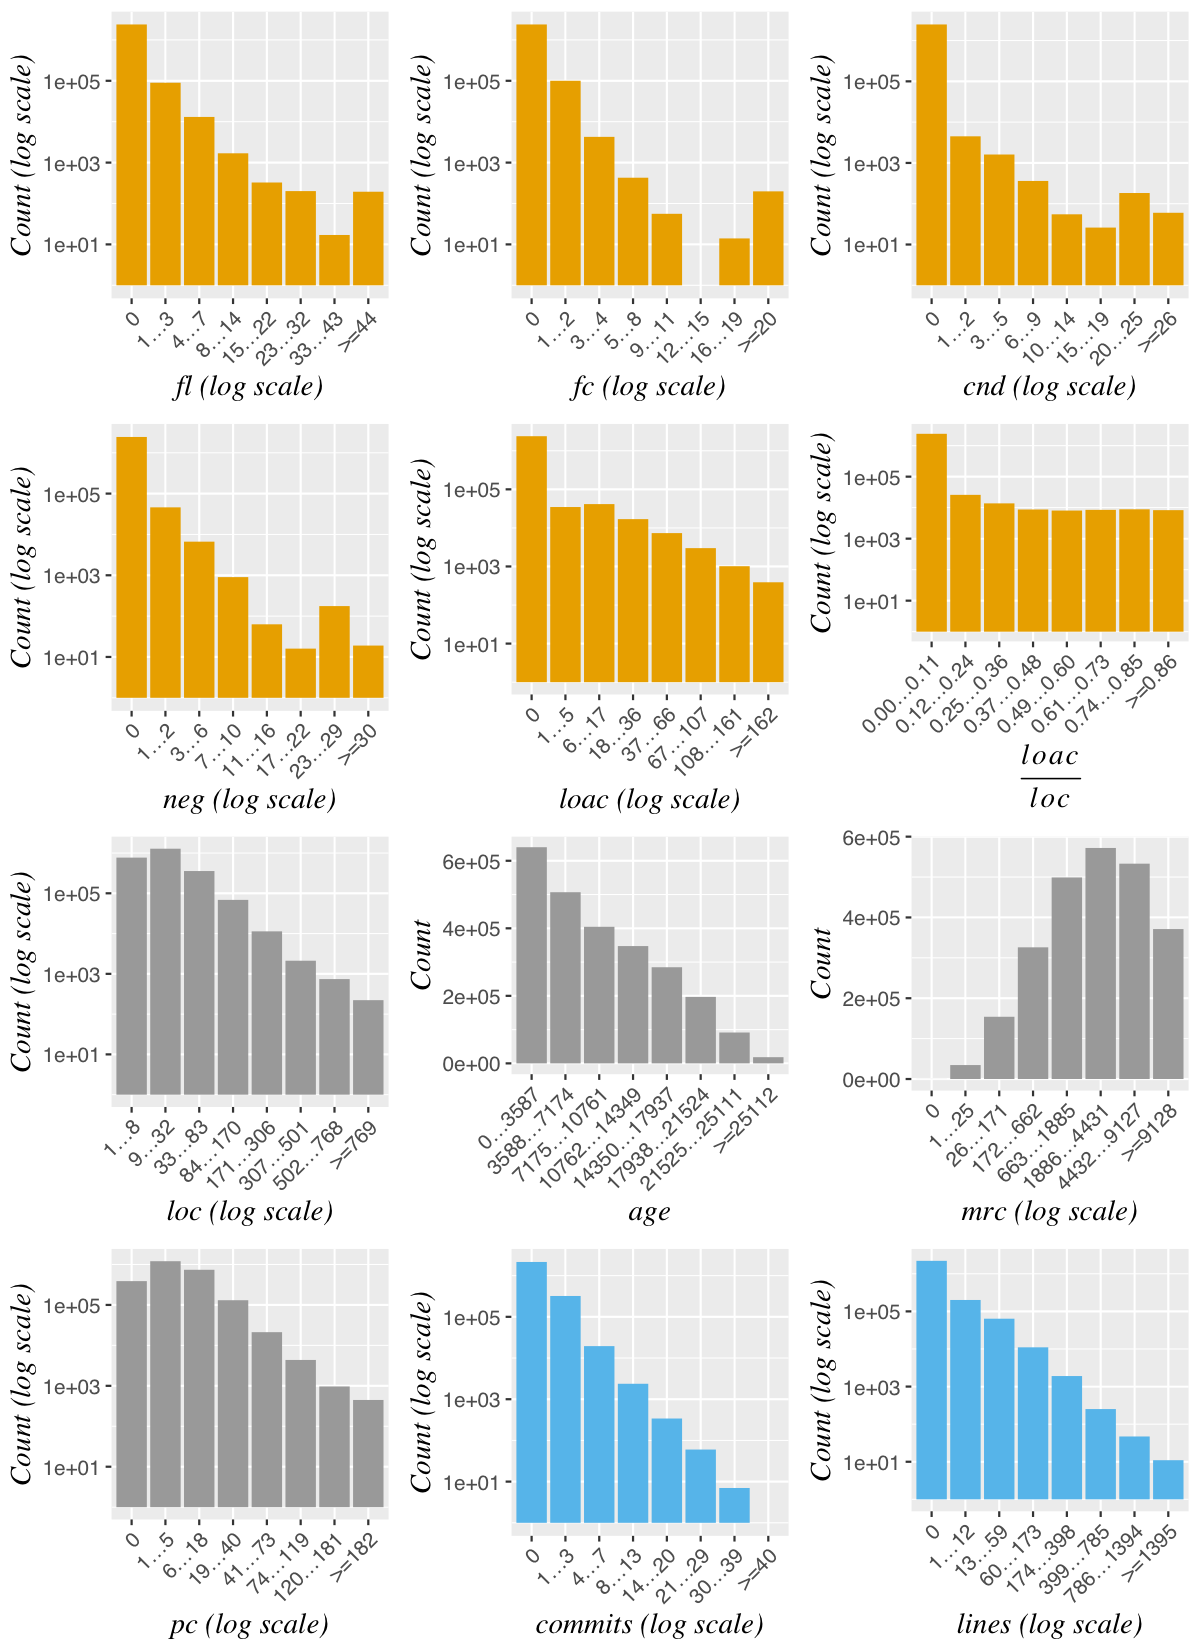 Count (log scale)
1e+05
1e+03
1e+01
0
1...3
4...7
8...14
15...22
23...32
33...43
>=44
fl (log scale)
Count (log scale)
1e+05
1e+03
1e+01
0
1...2
3...4
5...8
9...11
12...15
16...19
>=20
fc (log scale)
Count (log scale)
1e+05
1e+03
1e+01
0
1...2
3...5
6...9
10...14
15...19
20...25
>=26
cnd (log scale)
Count (log scale)
1e+05
1e+03
1e+01
0
1...2
3...6
7...10
11...16
17...22
23...29
>=30
neg (log scale)
Count (log scale)
1e+05
1e+03
1e+01
0
1...5
6...17
18...36
37...66
67...107
108...161
>=162
loac (log scale)
Count (log scale)
1e+05
1e+03
1e+01
0.00...0.11
0.12...0.24
0.25...0.36
0.37...0.48
0.49...0.60
0.61...0.73
0.74...0.85
>=0.86
loac
loc
Count (log scale)
1e+05
1e+03
1e+01
1...8
9...32
33...83
84...170
171...306
307...501
502...768
>=769
loc (log scale)
Count
6e+05
4e+05
2e+05
0e+00
0...3587
3588...7174
7175...10761
10762...14349
14350...17937
17938...21524
21525...25111
>=25112
age
Count
6e+05
4e+05
2e+05
0e+00
0
1...25
26...171
172...662
663...1885
1886...4431
4432...9127
>=9128
mrc (log scale)
Count (log scale)
1e+05
1e+03
1e+01
0
1...5
6...18
19...40
41...73
74...119
120...181
>=182
pc (log scale)
Count (log scale)
1e+05
1e+03
1e+01
0
1...3
4...7
8...13
14...20
21...29
30...39
>=40
commits (log scale)
Count (log scale)
1e+05
1e+03
1e+01
0
1...12
13...59
60...173
174...398
399...785
786...1394
>=1395
lines (log scale)